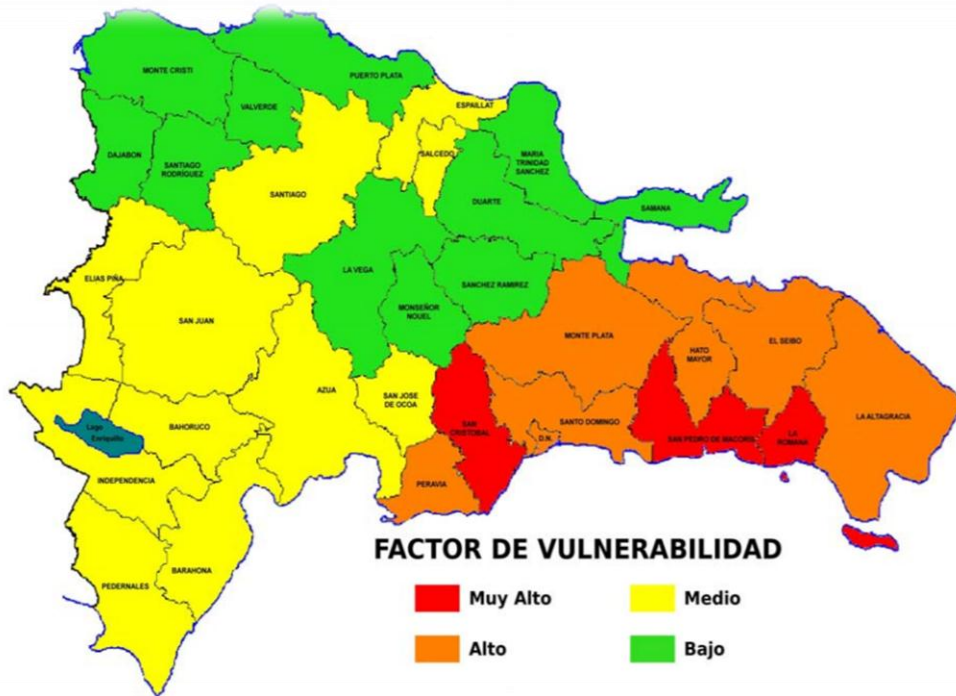 MONTE CRISTI
PUERTO PLATA
VALVERDE
ESPAILLAT
DAJABON
SANTIAGO
RODRÍGUEZ
SALCEDO
MARIA
TRINIDAD
SANCHEZ
SANTIAGO
DUARTE
SAMANA
ELIAS PIÑA
LA VEGA
SANCHEZ RAMIREZ
MONSEÑOR
NOUEL
SAN JUAN
MONTE PLATA
HATO
MAYOR
EL SEIBO
AZUA
SAN JOSE
DE OCOA
LA ALTAGRACIA
Lago
Enriquillo
BAHORUCO
SAN
CRISTOBAL
SANTO DOMINGO
D.N.
SAN PEDRO DE MACORIS
LA
ROMANA
INDEPENDENCIA
PERAVIA
BARAHONA
PEDERNALES
FACTOR DE VULNERABILIDAD
Muy Alto
Medio
Alto
Bajo